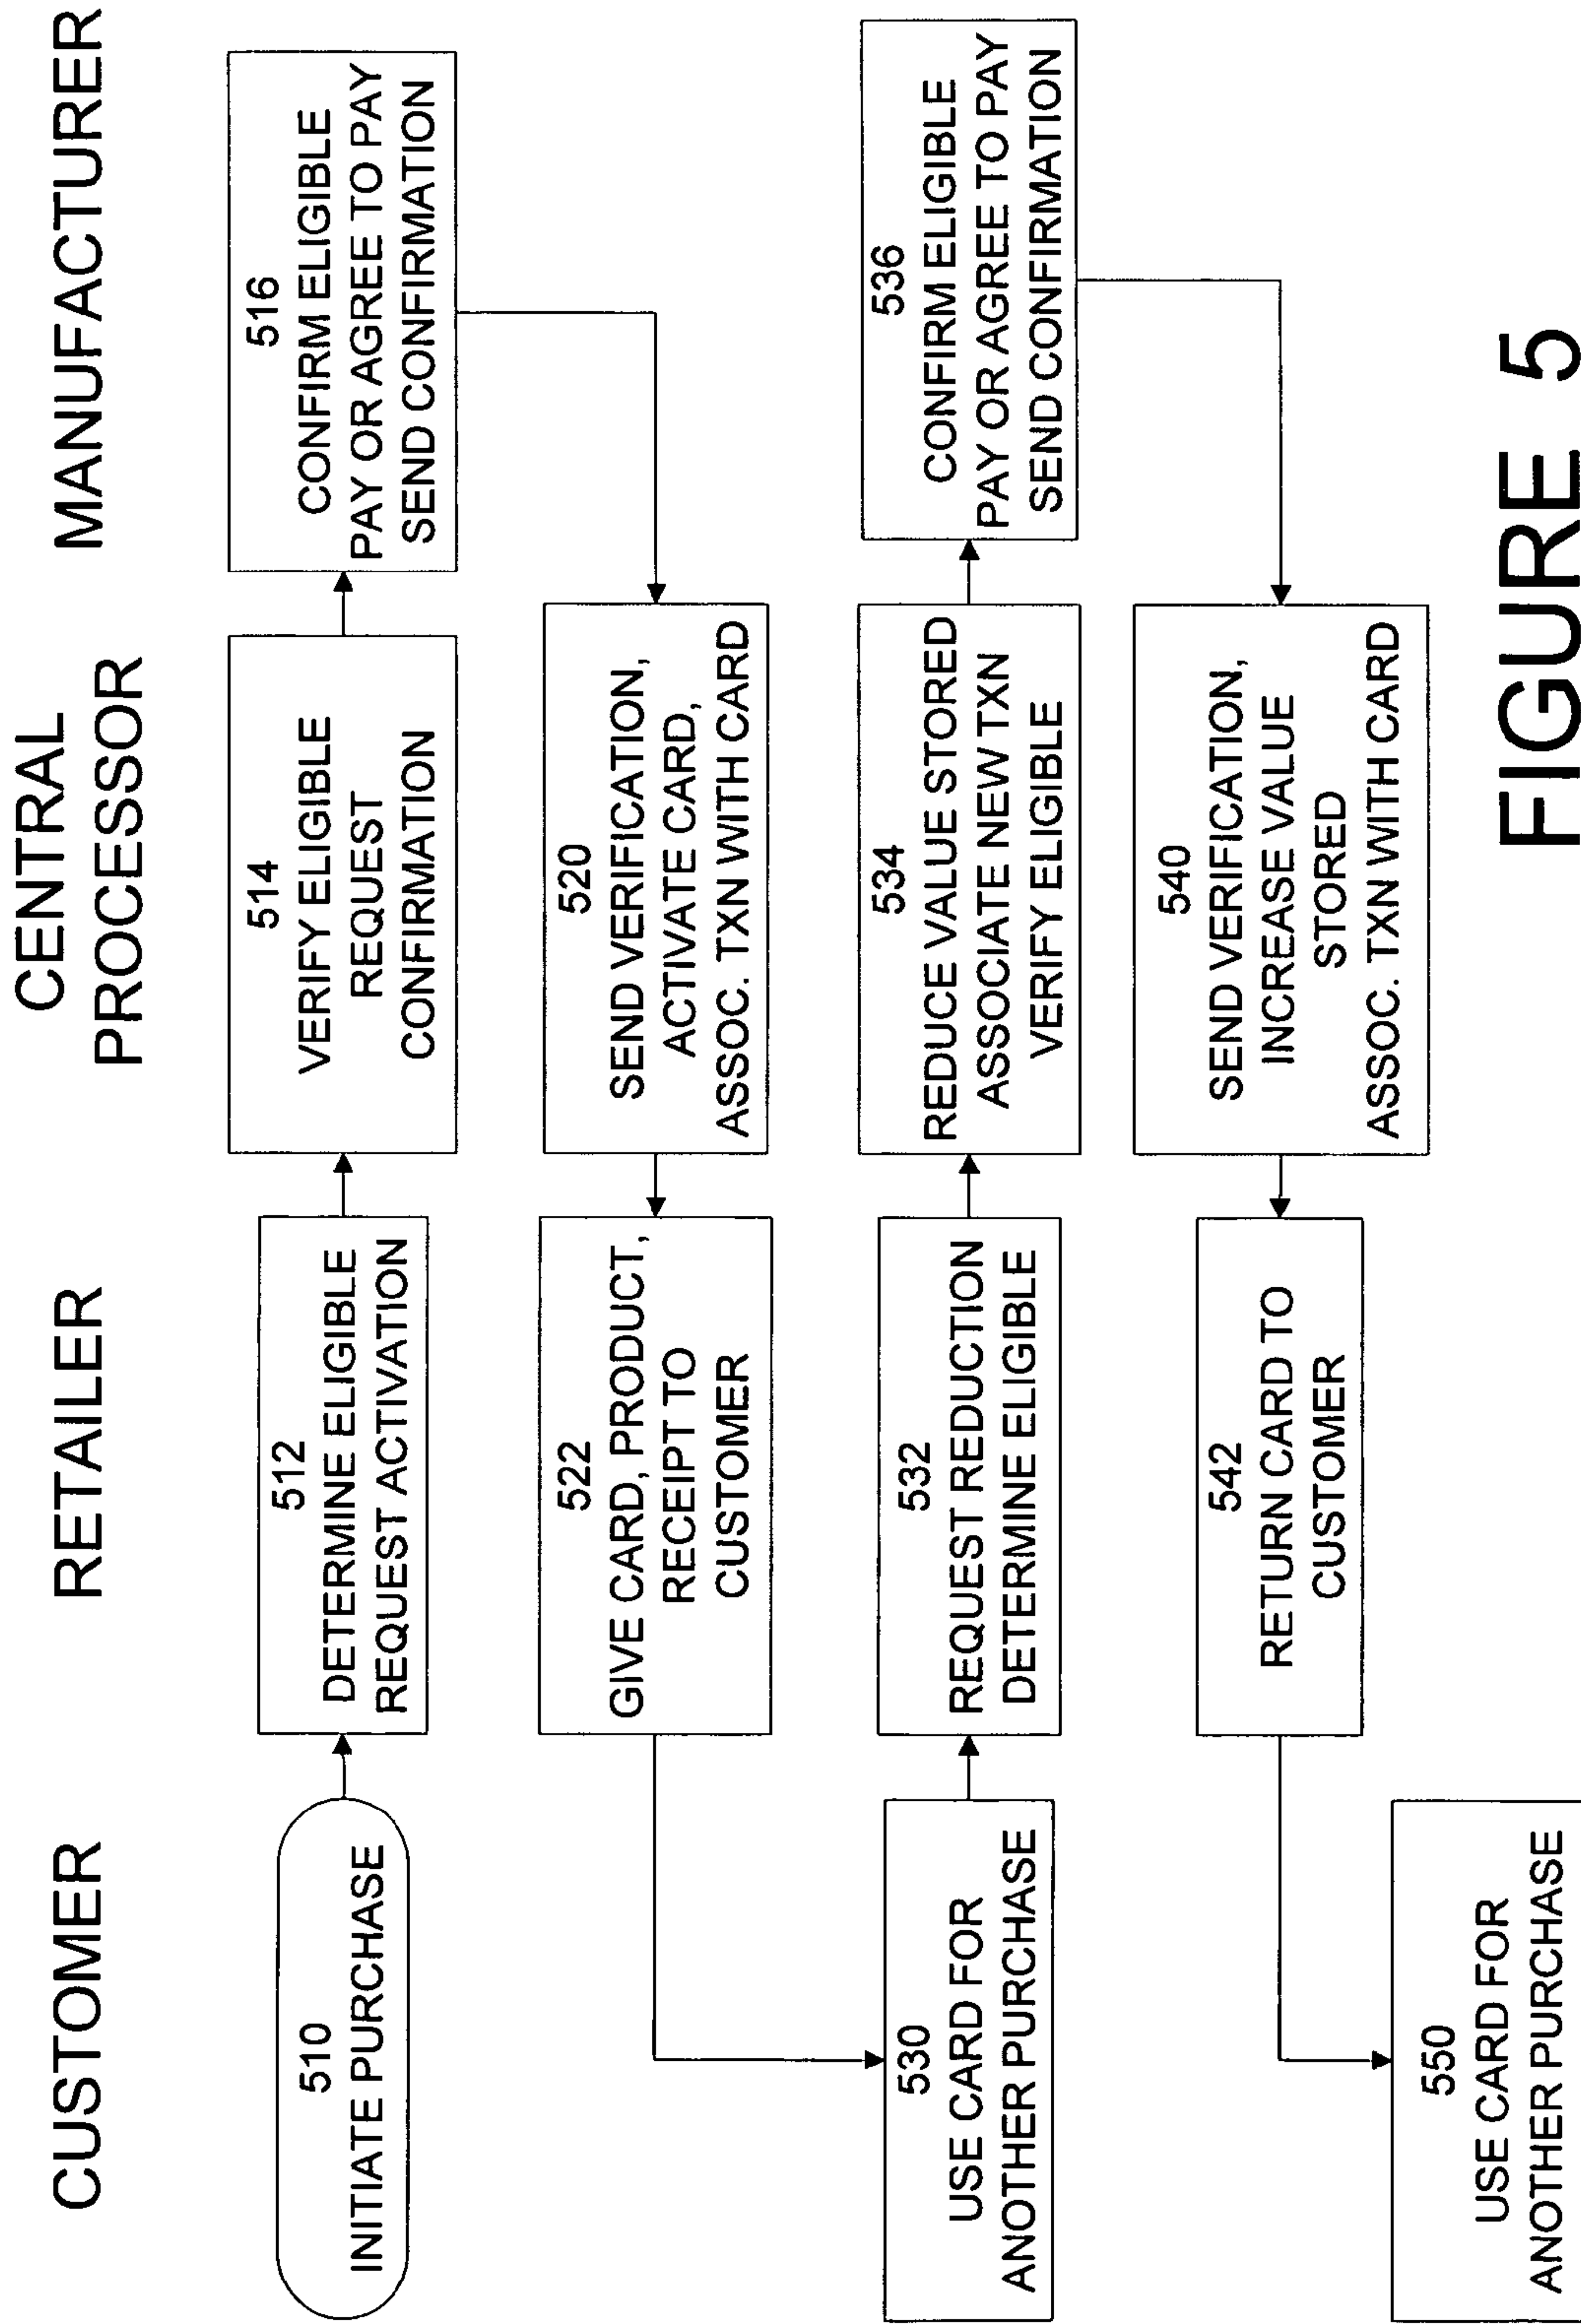 CUSTOMER
RETAILER
CENTRAL
PROCESSOR
MANUFACTURER
510
INITIATE PURCHASE
512
DETERMINE ELIGIBLE
REQUEST ACTIVATION
514
VERIFY ELIGIBLE
REQUEST
CONFIRMATION
516
CONFIRM ELIGIBLE
PAY OR AGREE TO PAY
SEND CONFIRMATION
520
SEND VERIFICATION,
ACTIVATE CARD,
ASSOC. TXN WITH CARD
522
GIVE CARD, PRODUCT,
RECEIPT TO
CUSTOMER
530
USE CARD FOR
ANOTHER PURCHASE
532
REQUEST REDUCTION
DETERMINE ELIGIBLE
534
REDUCE VALUE STORED
ASSOCIATE NEW TXN
VERIFY ELIGIBLE
536
CONFIRM ELIGIBLE
PAY OR AGREE TO PAY
SEND CONFIRMATION
540
SEND VERIFICATION,
INCREASE VALUE
STORED
ASSOC. TXN WITH CARD
542
RETURN CARD TO
CUSTOMER
550
USE CARD FOR
ANOTHER PURCHASE
FIGURE 5